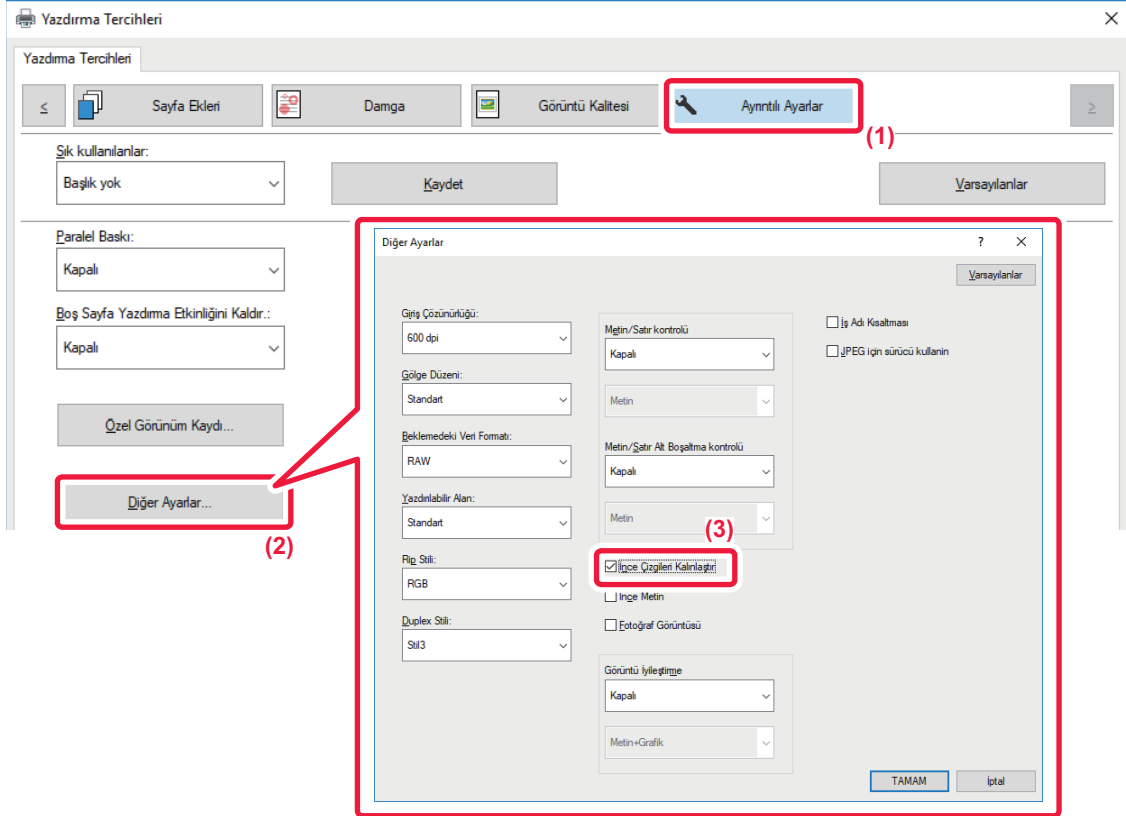 Yazdırma Tercihleri
Yazdırma Tercihleri
< Sayfa Ekleri Damga Görüntü Kalitesi Ayrıntılı Ayarlar >
(1)
Sık kullanılanlar:
Başlık yok Kaydet Varsayılanlar
Paralel Baskı:
Kapalı
Boş Sayfa Yazdırma Etkinliğini Kaldır.:
Kapalı
Özel Görünüm Kaydı...
Diğer Ayarlar...
(2)
Diğer Ayarlar ?
Varsayılanlar
Giriş Çözünürlüğü:
600 dpi
Gölge Düzeni:
Standart
Beklemedeki Veri Formatı:
RAW
Yazdırılabilir Alan:
Standart
Rip Stili:
RGB
Duplex Stili:
Stil3
Metin/Satır kontrolü
Kapalı
Metin
Metin/Satır Alt Boşaltma kontrolü
Kapalı
Metin
(3)
İnce Çizgileri Kalınlaştır
İnce Metin
Fotoğraf Görüntüsü
Görüntü İyileştirme
Kapalı
Metin+Grafik
İş Adı Kısaltması
JPEG için sürücü kullanin
TAMAM İptal